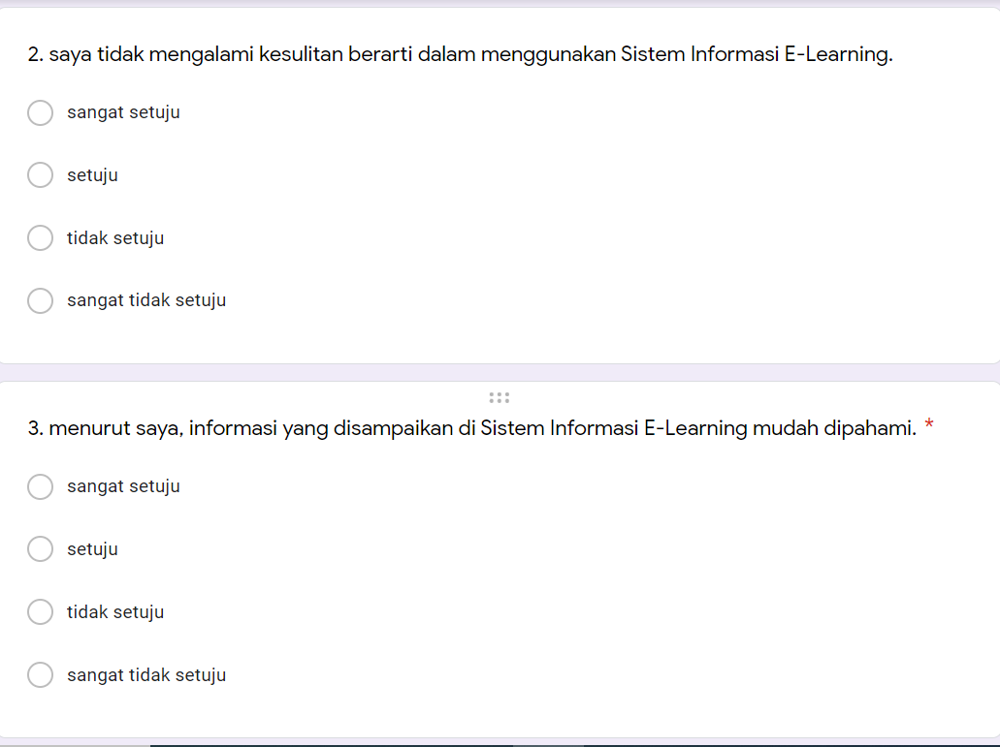 2. saya tidak mengalami kesulitan berarti dalam menggunakan Sistem Informasi E-Learning.
sangat setuju
setuju
tidak setuju
sangat tidak setuju
3. menurut saya, informasi yang disampaikan di Sistem Informasi E-Learning mudah dipahami. *
sangat setuju
setuju
tidak setuju
sangat tidak setuju